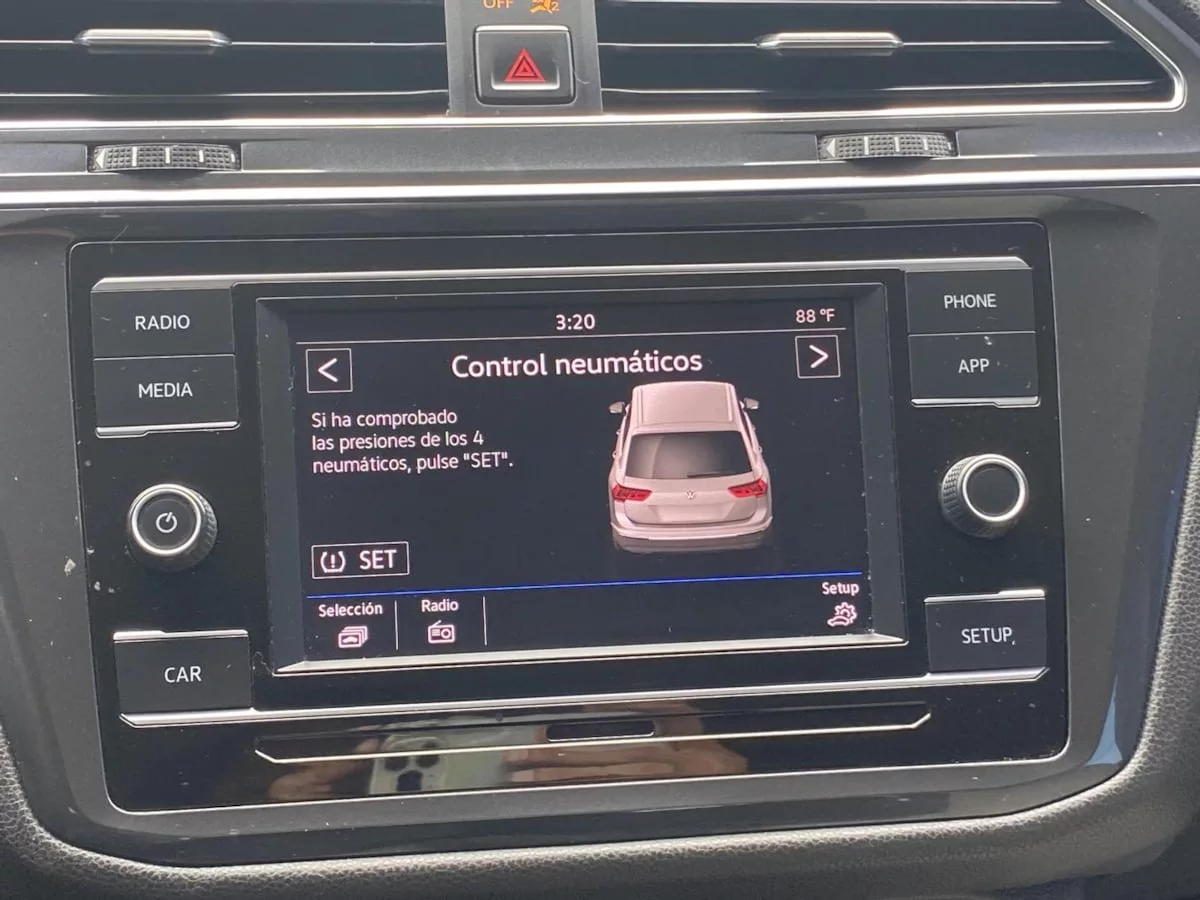 OFF
2
RADIO
MEDIA
CAR
3:20
88 °F
Control neumáticos
Si ha comprobado
las presiones de los 4
neumáticos, pulse "SET".
SET
Selección
Radio
Setup
PHONE
APP
SETUP